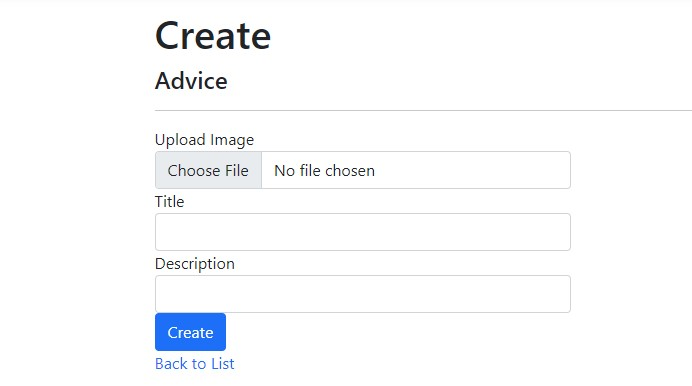 Create
Advice
Upload Image
Choose File No file chosen
Title
Description
Create
Back to List